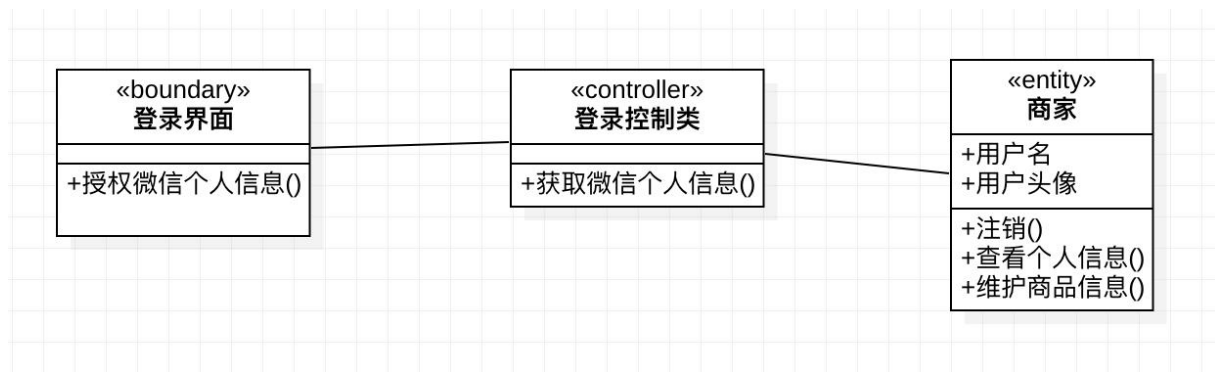 «boundary»
登录界面
+授权微信个人信息()
«controller»
登录控制类
+获取微信个人信息()
«entity»
商家
+用户名
+用户头像
+注销()
+查看个人信息()
+维护商品信息()